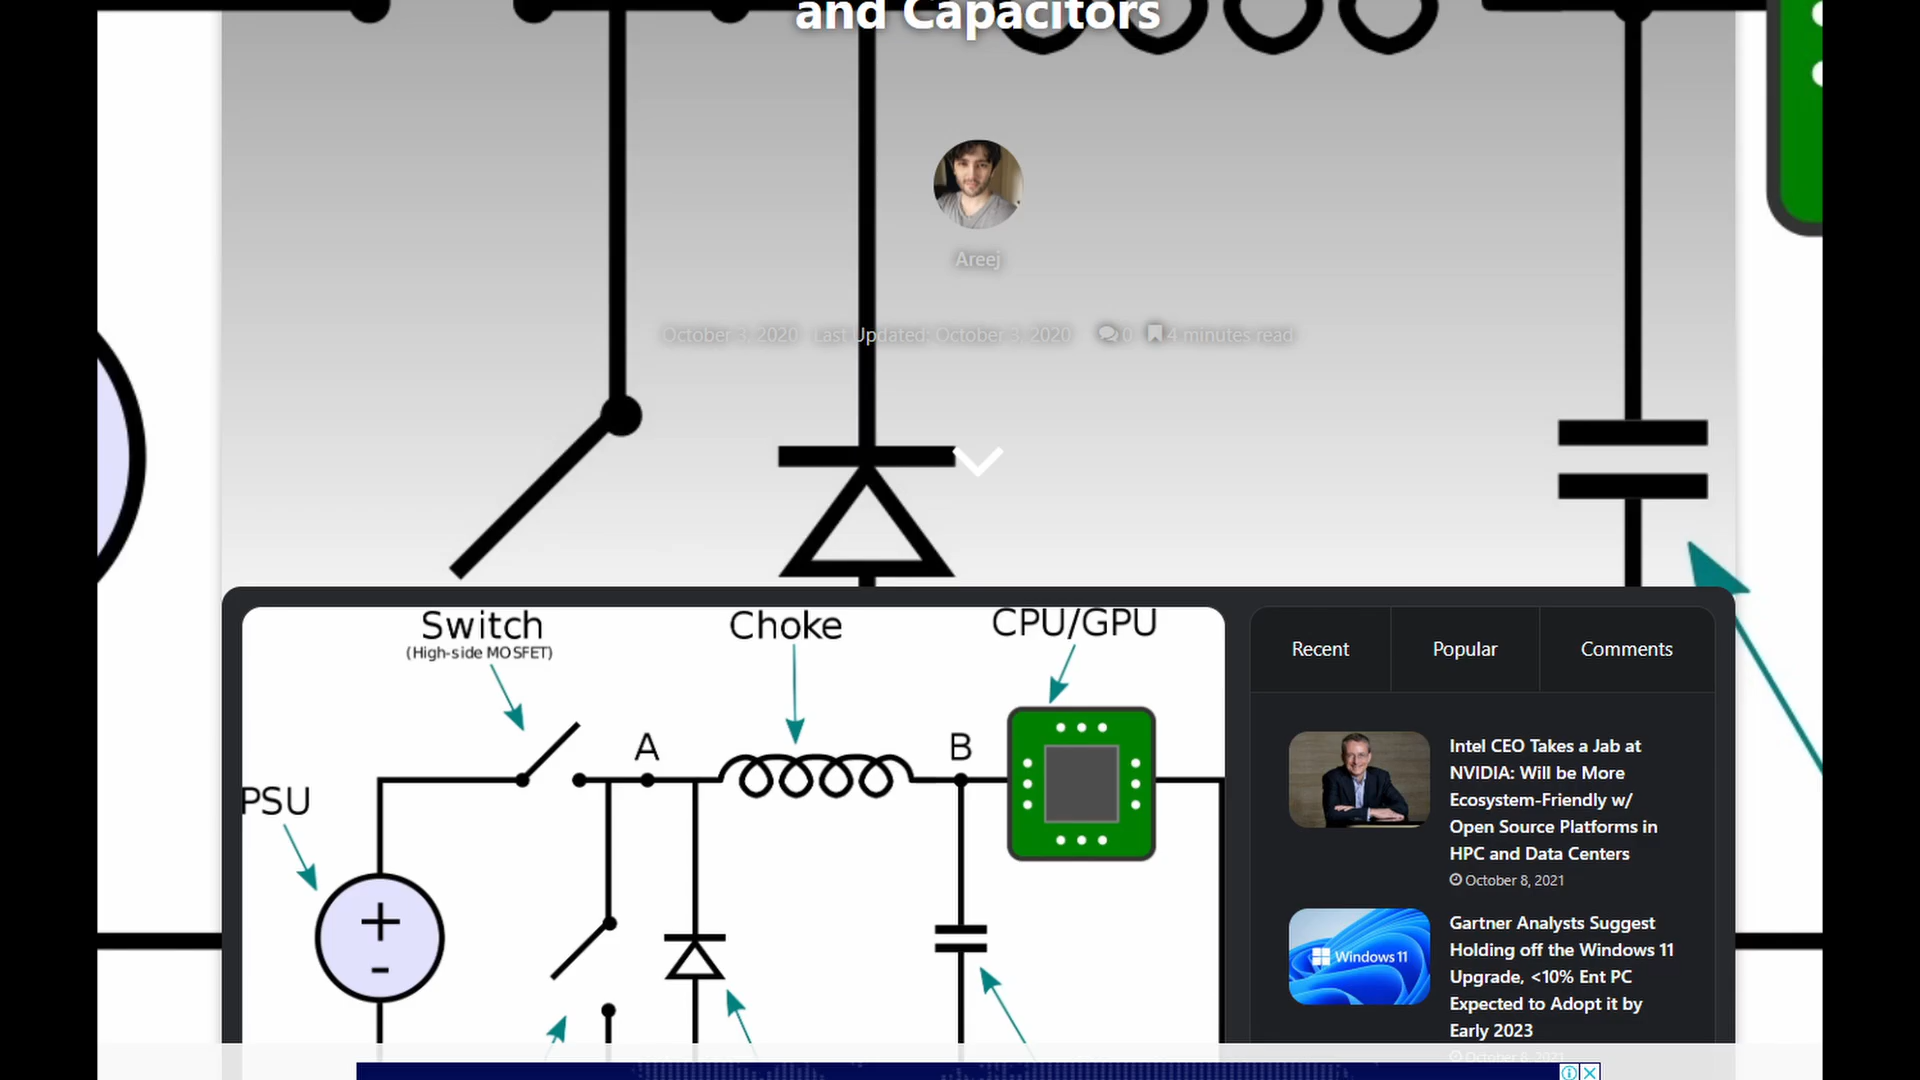 and Capacitors
Areej
October 3, 2020 Last Updated: October 3, 2020 0 4 minutes read
Switch
(High-side MOSFET)
Choke
CPU/GPU
A
B
PSU
+
-
Recent
Popular
Comments
Intel CEO Takes a Jab at
NVIDIA: Will be More
Ecosystem-Friendly w/
Open Source Platforms in
HPC and Data Centers
October 8, 2021
Windows 11
Gartner Analysts Suggest
Holding off the Windows 11
Upgrade, <10% Ent PC
Expected to Adopt it by
Early 2023
October 8, 2021